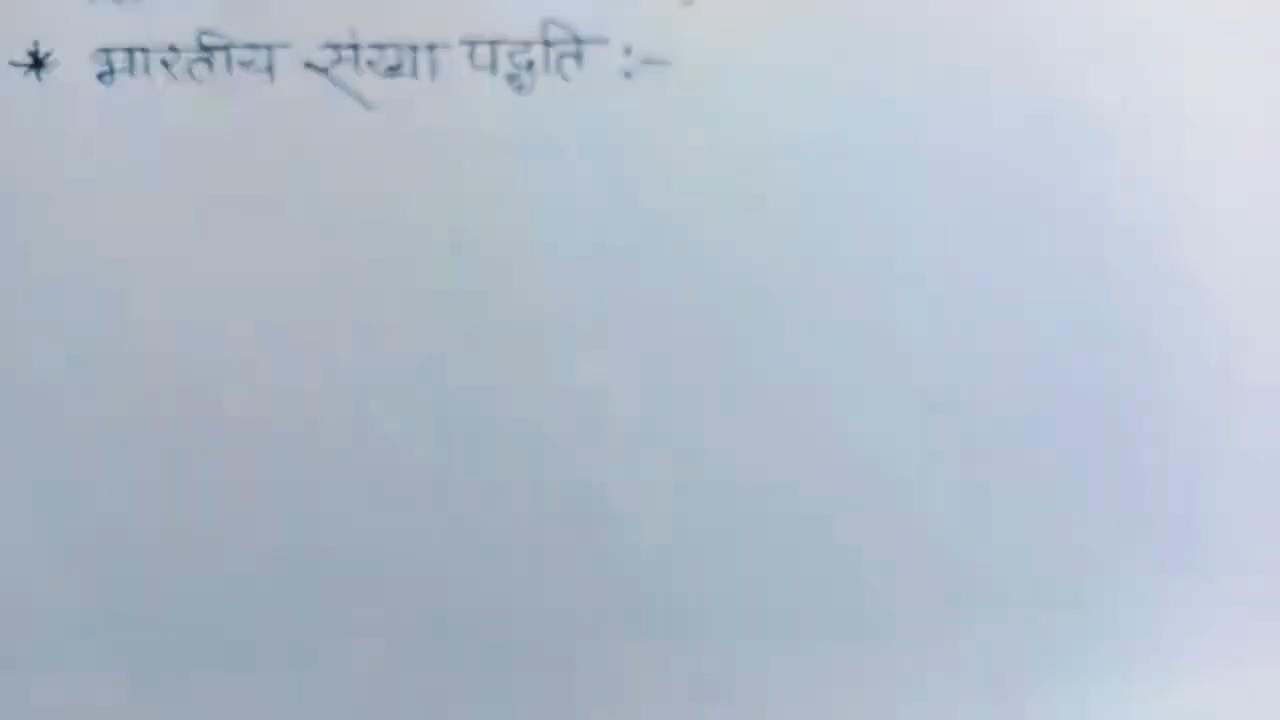 * भारतीय संख्या पद्धति :-